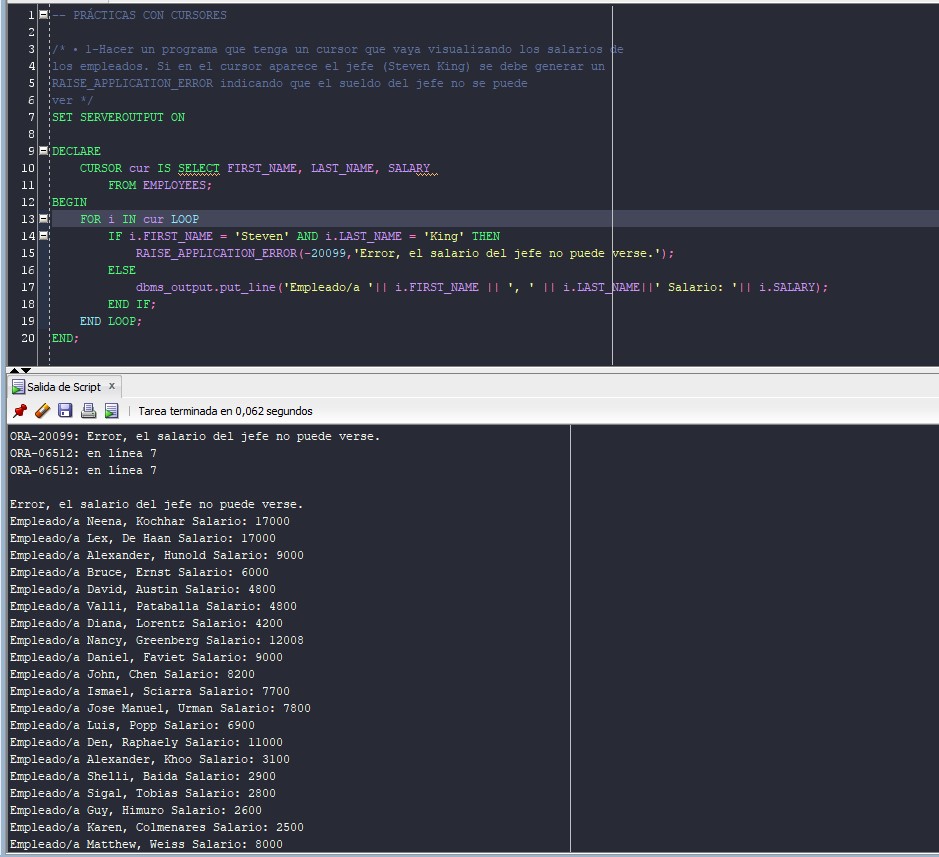 1 -- PRÁCTICAS CON CURSORES
2
3 /* • 1-Hacer un programa que tenga un cursor que vaya visualizando los salarios de
4 los empleados. Si en el cursor aparece el jefe (Steven King) se debe generar un
5 RAISE_APPLICATION_ERROR indicando que el sueldo del jefe no se puede
6 ver */
7 SET SERVEROUTPUT ON
8
9 DECLARE
10 CURSOR cur IS SELECT FIRST_NAME, LAST_NAME, SALARY
11 FROM EMPLOYEES;
12 BEGIN
13 FOR i IN cur LOOP
14 IF i.FIRST_NAME = 'Steven' AND i.LAST_NAME = 'King' THEN
15 RAISE_APPLICATION_ERROR(-20099,'Error, el salario del jefe no puede verse.');
16 ELSE
17 dbms_output.put_line('Empleado/a '|| i.FIRST_NAME || ', ' || i.LAST_NAME||' Salario: '|| i.SALARY);
18 END IF;
19 END LOOP;
20 END;
Salida de Script x
Tarea terminada en 0,062 segundos
ORA-20099: Error, el salario del jefe no puede verse.
ORA-06512: en línea 7
ORA-06512: en línea 7
Error, el salario del jefe no puede verse.
Empleado/a Neena, Kochhar Salario: 17000
Empleado/a Lex, De Haan Salario: 17000
Empleado/a Alexander, Hunold Salario: 9000
Empleado/a Bruce, Ernst Salario: 6000
Empleado/a David, Austin Salario: 4800
Empleado/a Valli, Pataballa Salario: 4800
Empleado/a Diana, Lorentz Salario: 4200
Empleado/a Nancy, Greenberg Salario: 12008
Empleado/a Daniel, Faviet Salario: 9000
Empleado/a John, Chen Salario: 8200
Empleado/a Ismael, Sciarra Salario: 7700
Empleado/a Jose Manuel, Urman Salario: 7800
Empleado/a Luis, Popp Salario: 6900
Empleado/a Den, Raphaely Salario: 11000
Empleado/a Alexander, Khoo Salario: 3100
Empleado/a Shelli, Baida Salario: 2900
Empleado/a Sigal, Tobias Salario: 2800
Empleado/a Guy, Himuro Salario: 2600
Empleado/a Karen, Colmenares Salario: 2500
Empleado/a Matthew, Weiss Salario: 8000